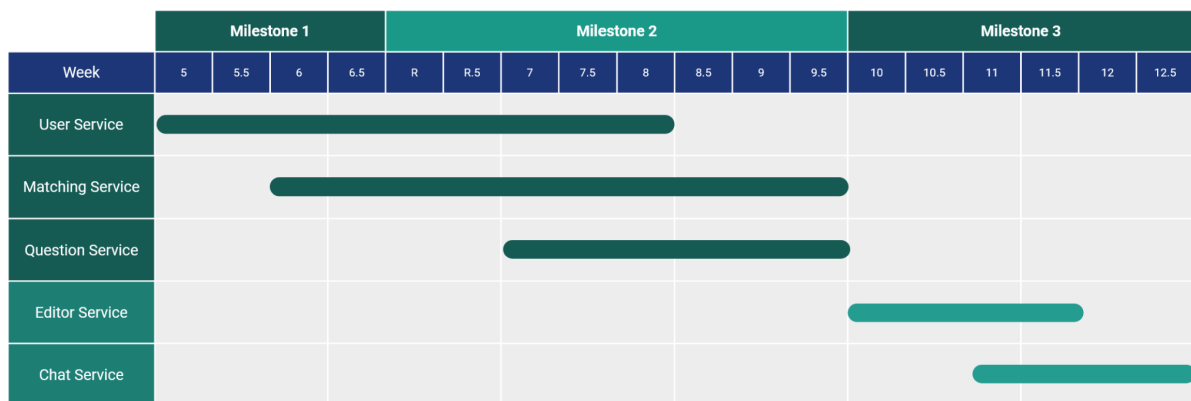 Milestone 1 Milestone 2 Milestone 3
Week 5 5.5 6 6.5 R R.5 7 7.5 8 8.5 9 9.5 10 10.5 11 11.5 12 12.5
User Service
Matching Service
Question Service
Editor Service
Chat Service